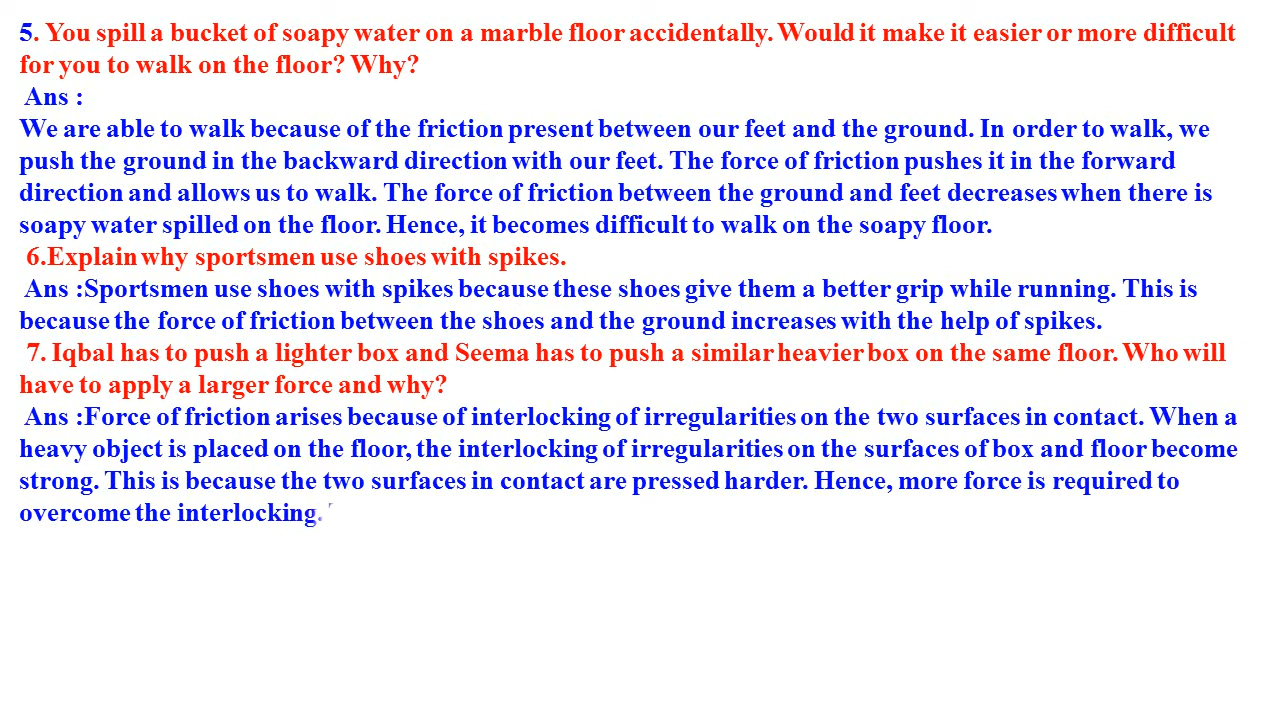 5. You spill a bucket of soapy water on a marble floor accidentally. Would it make it easier or more difficult
for you to walk on the floor? Why?
Ans :
We are able to walk because of the friction present between our feet and the ground. In order to walk, we
push the ground in the backward direction with our feet. The force of friction pushes it in the forward
direction and allows us to walk. The force of friction between the ground and feet decreases when there is
soapy water spilled on the floor. Hence, it becomes difficult to walk on the soapy floor.
6.Explain why sportsmen use shoes with spikes.
Ans :Sportsmen use shoes with spikes because these shoes give them a better grip while running. This is
because the force of friction between the shoes and the ground increases with the help of spikes.
7. Iqbal has to push a lighter box and Seema has to push a similar heavier box on the same floor. Who will
have to apply a larger force and why?
Ans :Force of friction arises because of interlocking of irregularities on the two surfaces in contact. When a
heavy object is placed on the floor, the interlocking of irregularities on the surfaces of box and floor become
strong. This is because the two surfaces in contact are pressed harder. Hence, more force is required to
overcome the interlocking.